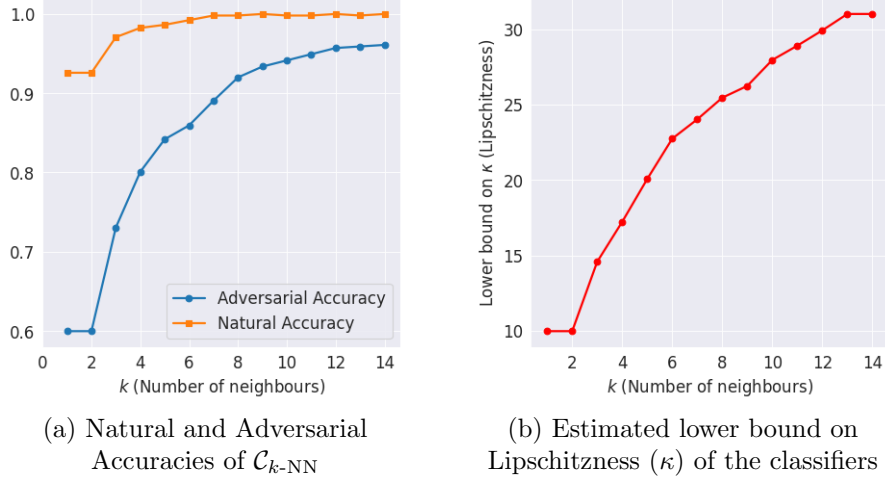 1.0
0.9
0.8
0.7
0.6
0
2
4
6
8
10
12
14
k (Number of neighbours)
Adversarial Accuracy
Natural Accuracy
(a) Natural and Adversarial
Accuracies of 𝒞k-NN
30
25
20
15
10
Lower bound on κ (Lipschitzness)
2
4
6
8
10
12
14
k (Number of neighbours)
(b) Estimated lower bound on
Lipschitzness (κ) of the classifiers